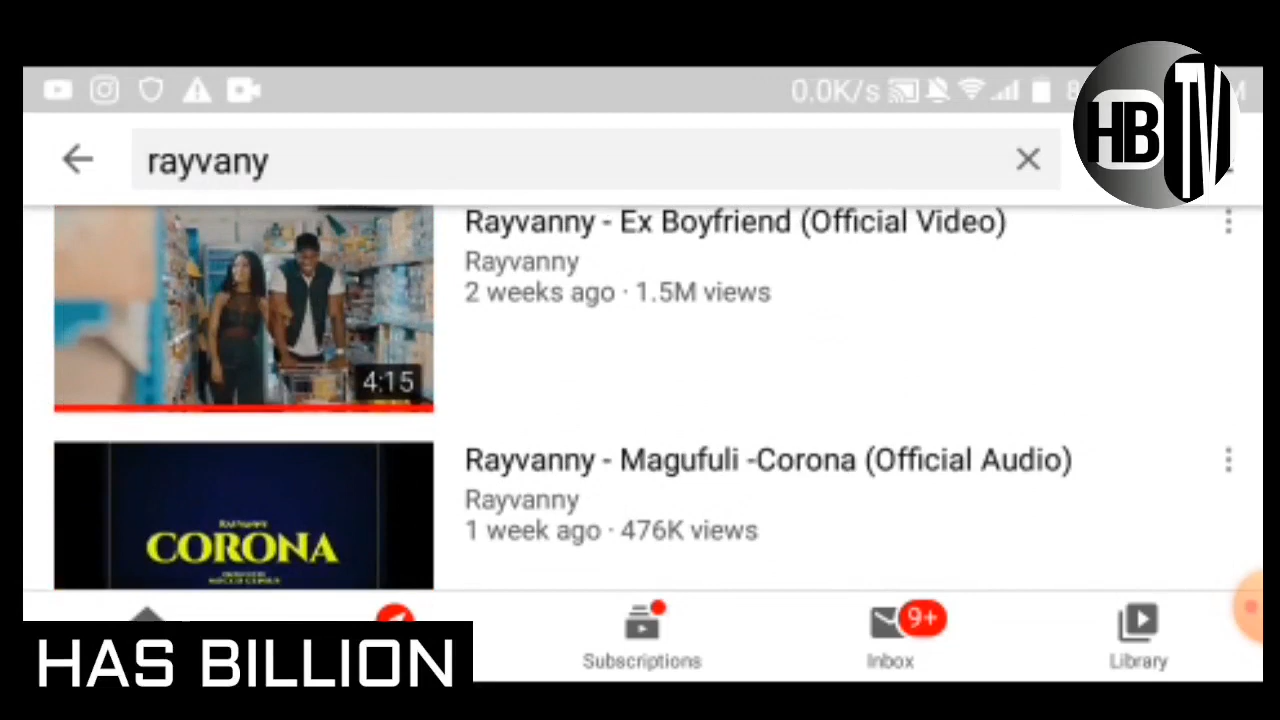 0.0K/s
HB TV
rayvany
Rayvanny - Ex Boyfriend (Official Video)
Rayvanny
2 weeks ago · 1.5M views
4:15
Rayvanny - Magufuli -Corona (Official Audio)
Rayvanny
1 week ago · 476K views
RAYVANNY
CORONA
9+
Subscriptions
Inbox
Library
HAS BILLION